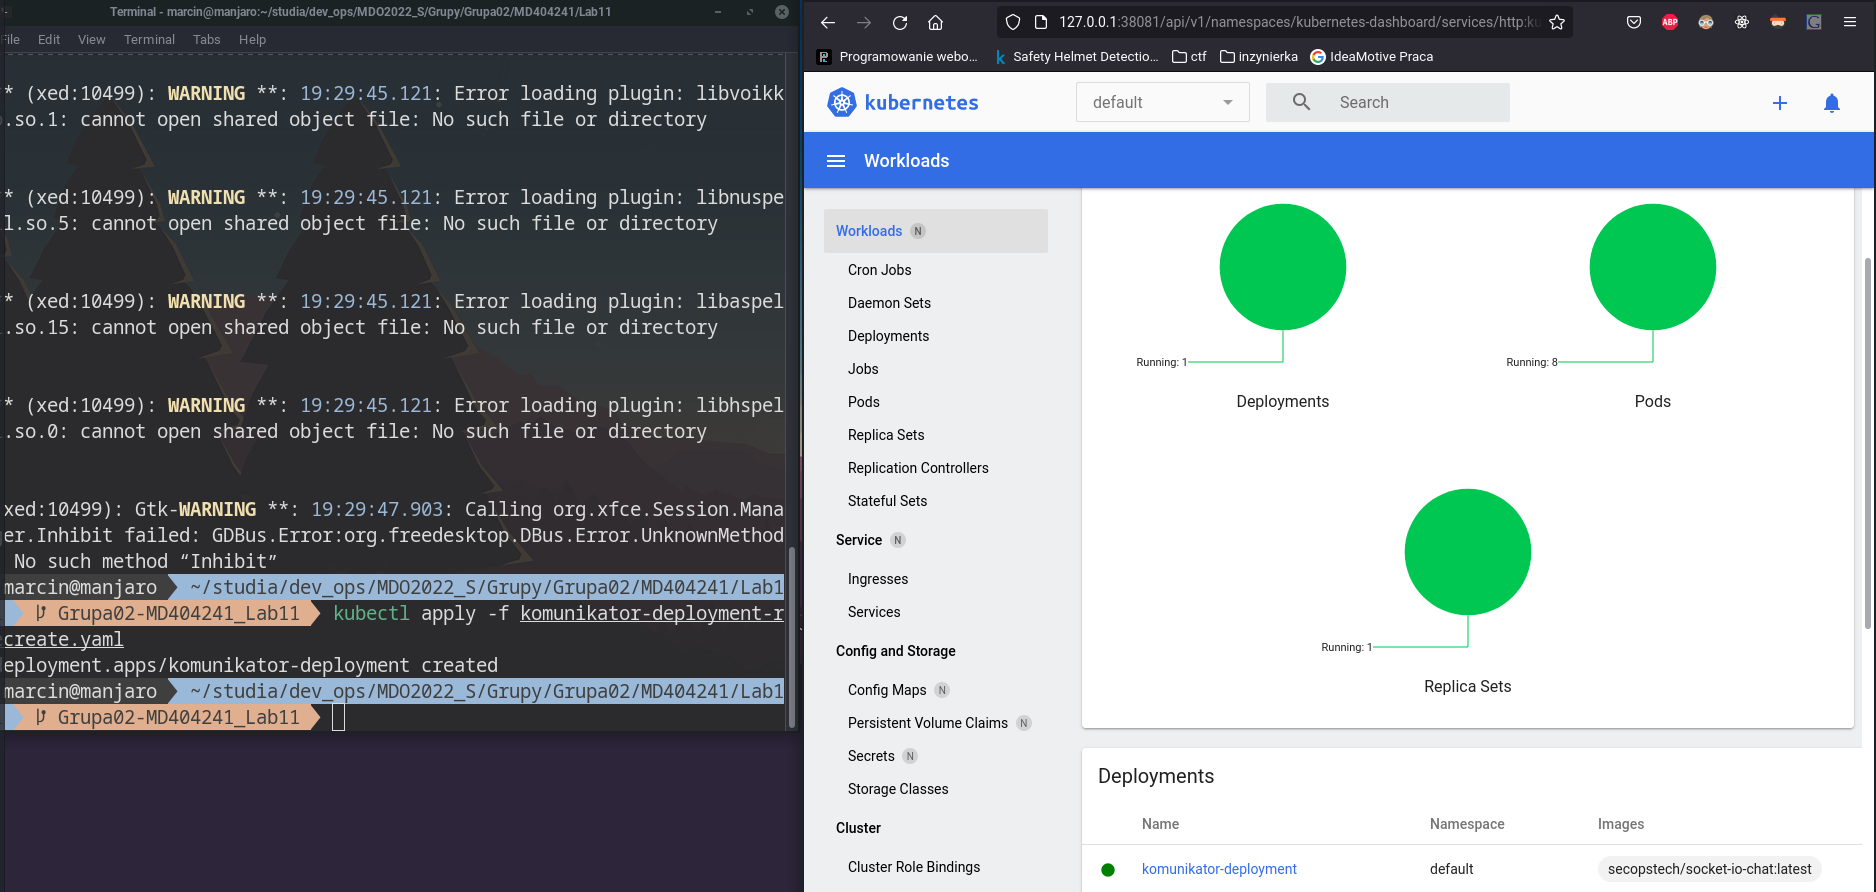 Terminal - marcin@manjaro:~/studia/dev_ops/MDO2022_S/Grupy/Grupa02/MD404241/Lab11
File Edit View Terminal Tabs Help
* (xed:10499): WARNING **: 19:29:45.121: Error loading plugin: libvoikk
.so.1: cannot open shared object file: No such file or directory
* (xed:10499): WARNING **: 19:29:45.121: Error loading plugin: libnuspe
l.so.5: cannot open shared object file: No such file or directory
* (xed:10499): WARNING **: 19:29:45.121: Error loading plugin: libaspel
.so.15: cannot open shared object file: No such file or directory
* (xed:10499): WARNING **: 19:29:45.121: Error loading plugin: libhspel
.so.0: cannot open shared object file: No such file or directory
xed:10499): Gtk-WARNING **: 19:29:47.903: Calling org.xfce.Session.Mana
er.Inhibit failed: GDBus.Error:org.freedesktop.DBus.Error.UnknownMethod
No such method “Inhibit”
marcin@manjaro ~/studia/dev_ops/MDO2022_S/Grupy/Grupa02/MD404241/Lab1
Grupa02-MD404241_Lab11 kubectl apply -f komunikator-deployment-r
create.yaml
eployment.apps/komunikator-deployment created
marcin@manjaro ~/studia/dev_ops/MDO2022_S/Grupy/Grupa02/MD404241/Lab1
Grupa02-MD404241_Lab11
127.0.0.1:38081/api/v1/namespaces/kubernetes-dashboard/services/http:ku
ABP
Programowanie webo… Safety Helmet Detectio… ctf inzynierka IdeaMotive Praca
kubernetes
default
Search
Workloads
Workloads N
Cron Jobs
Daemon Sets
Deployments
Jobs
Pods
Replica Sets
Replication Controllers
Stateful Sets
Service N
Ingresses
Services
Config and Storage
Config Maps N
Persistent Volume Claims N
Secrets N
Storage Classes
Cluster
Cluster Role Bindings
Running: 1
Deployments
Running: 8
Pods
Running: 1
Replica Sets
Deployments
Name Namespace Images
komunikator-deployment default secopstech/socket-io-chat:latest